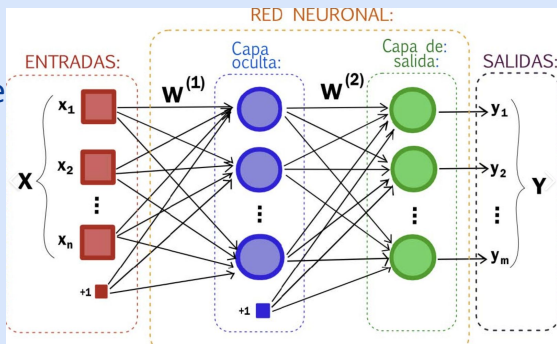 RED NEURONAL:
ENTRADAS:
Capa
oculta:
Capa de:
salida:
SALIDAS:
e
W(1)
W(2)
x1
x2
⋮
xn
+1
X
⋮
+1
⋮
y1
y2
⋮
ym
Y